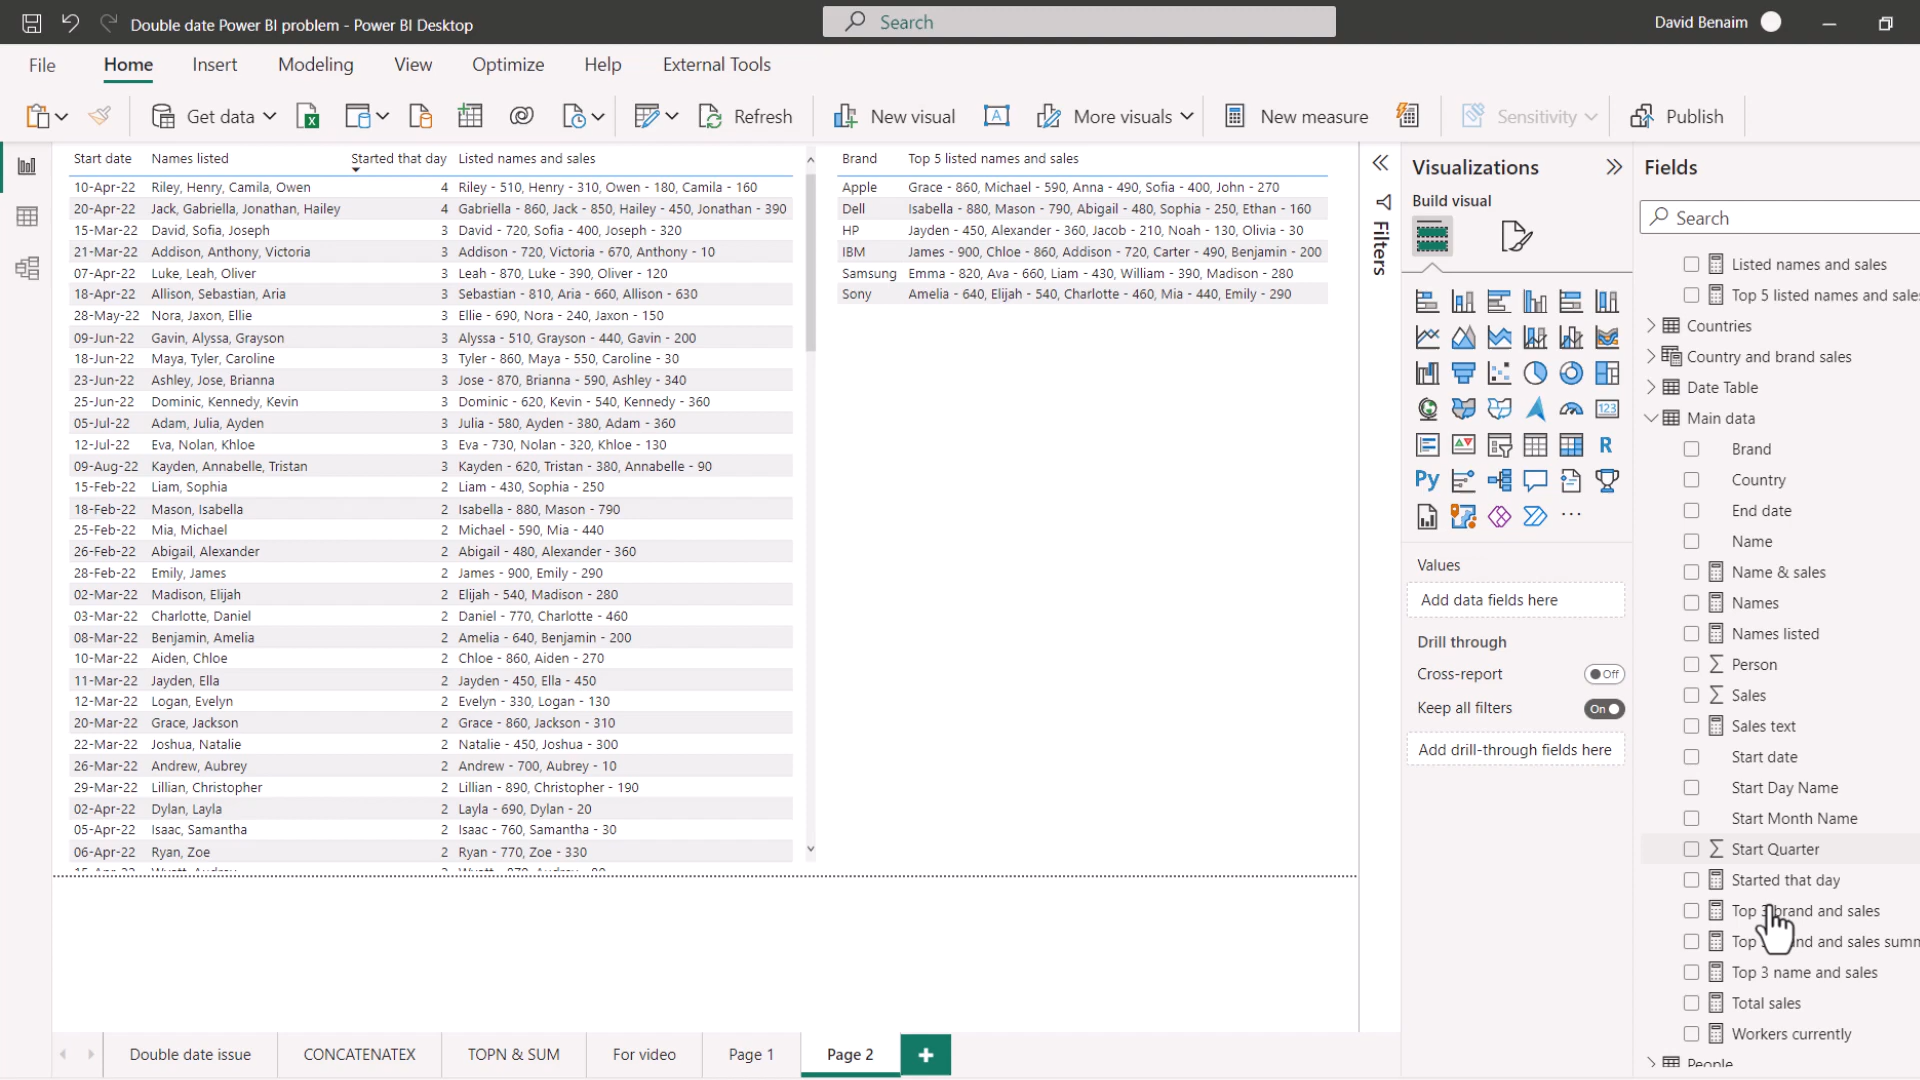 Double date Power BI problem - Power BI Desktop
Search
David Benaim
File Home Insert Modeling View Optimize Help External Tools
Get data Refresh New visual More visuals New measure Sensitivity Publish
Start date Names listed Started that day Listed names and sales
10-Apr-22 Riley, Henry, Camila, Owen 4 Riley - 510, Henry - 310, Owen - 180, Camila - 160
20-Apr-22 Jack, Gabriella, Jonathan, Hailey 4 Gabriella - 860, Jack - 850, Hailey - 450, Jonathan - 390
15-Mar-22 David, Sofia, Joseph 3 David - 720, Sofia - 400, Joseph - 320
21-Mar-22 Addison, Anthony, Victoria 3 Addison - 720, Victoria - 670, Anthony - 10
07-Apr-22 Luke, Leah, Oliver 3 Leah - 870, Luke - 390, Oliver - 120
18-Apr-22 Allison, Sebastian, Aria 3 Sebastian - 810, Aria - 660, Allison - 630
28-May-22 Nora, Jaxon, Ellie 3 Ellie - 690, Nora - 240, Jaxon - 150
09-Jun-22 Gavin, Alyssa, Grayson 3 Alyssa - 510, Grayson - 440, Gavin - 200
18-Jun-22 Maya, Tyler, Caroline 3 Tyler - 860, Maya - 550, Caroline - 30
23-Jun-22 Ashley, Jose, Brianna 3 Jose - 870, Brianna - 590, Ashley - 340
25-Jun-22 Dominic, Kennedy, Kevin 3 Dominic - 620, Kevin - 540, Kennedy - 360
05-Jul-22 Adam, Julia, Ayden 3 Julia - 580, Ayden - 380, Adam - 360
12-Jul-22 Eva, Nolan, Khloe 3 Eva - 730, Nolan - 320, Khloe - 130
09-Aug-22 Kayden, Annabelle, Tristan 3 Kayden - 620, Tristan - 380, Annabelle - 90
15-Feb-22 Liam, Sophia 2 Liam - 430, Sophia - 250
18-Feb-22 Mason, Isabella 2 Isabella - 880, Mason - 790
25-Feb-22 Mia, Michael 2 Michael - 590, Mia - 440
26-Feb-22 Abigail, Alexander 2 Abigail - 480, Alexander - 360
28-Feb-22 Emily, James 2 James - 900, Emily - 290
02-Mar-22 Madison, Elijah 2 Elijah - 540, Madison - 280
03-Mar-22 Charlotte, Daniel 2 Daniel - 770, Charlotte - 460
08-Mar-22 Benjamin, Amelia 2 Amelia - 640, Benjamin - 200
10-Mar-22 Aiden, Chloe 2 Chloe - 860, Aiden - 270
11-Mar-22 Jayden, Ella 2 Jayden - 450, Ella - 450
12-Mar-22 Logan, Evelyn 2 Evelyn - 330, Logan - 130
20-Mar-22 Grace, Jackson 2 Grace - 860, Jackson - 310
22-Mar-22 Joshua, Natalie 2 Natalie - 450, Joshua - 300
26-Mar-22 Andrew, Aubrey 2 Andrew - 700, Aubrey - 10
29-Mar-22 Lillian, Christopher 2 Lillian - 890, Christopher - 190
02-Apr-22 Dylan, Layla 2 Layla - 690, Dylan - 20
05-Apr-22 Isaac, Samantha 2 Isaac - 760, Samantha - 30
06-Apr-22 Ryan, Zoe 2 Ryan - 770, Zoe - 330
Brand Top 5 listed names and sales
Apple Grace - 860, Michael - 590, Anna - 490, Sofia - 400, John - 270
Dell Isabella - 880, Mason - 790, Abigail - 480, Sophia - 250, Ethan - 160
HP Jayden - 450, Alexander - 360, Jacob - 210, Noah - 130, Olivia - 30
IBM James - 900, Chloe - 860, Addison - 720, Carter - 490, Benjamin - 200
Samsung Emma - 820, Ava - 660, Liam - 430, William - 390, Madison - 280
Sony Amelia - 640, Elijah - 540, Charlotte - 460, Mia - 440, Emily - 290
Filters
Visualizations
Build visual
123
R
Py
Values
Add data fields here
Drill through
Cross-report Off
Keep all filters On
Add drill-through fields here
Fields
Search
Listed names and sales
Top 5 listed names and sales
Countries
Country and brand sales
Date Table
Main data
Brand
Country
End date
Name
Name & sales
Names
Names listed
Person
Sales
Sales text
Start date
Start Day Name
Start Month Name
Start Quarter
Started that day
Top 3 brand and sales
Top and sales summ
Top 3 name and sales
Total sales
Workers currently
People
Double date issue CONCATENATEX TOPN & SUM For video Page 1 Page 2